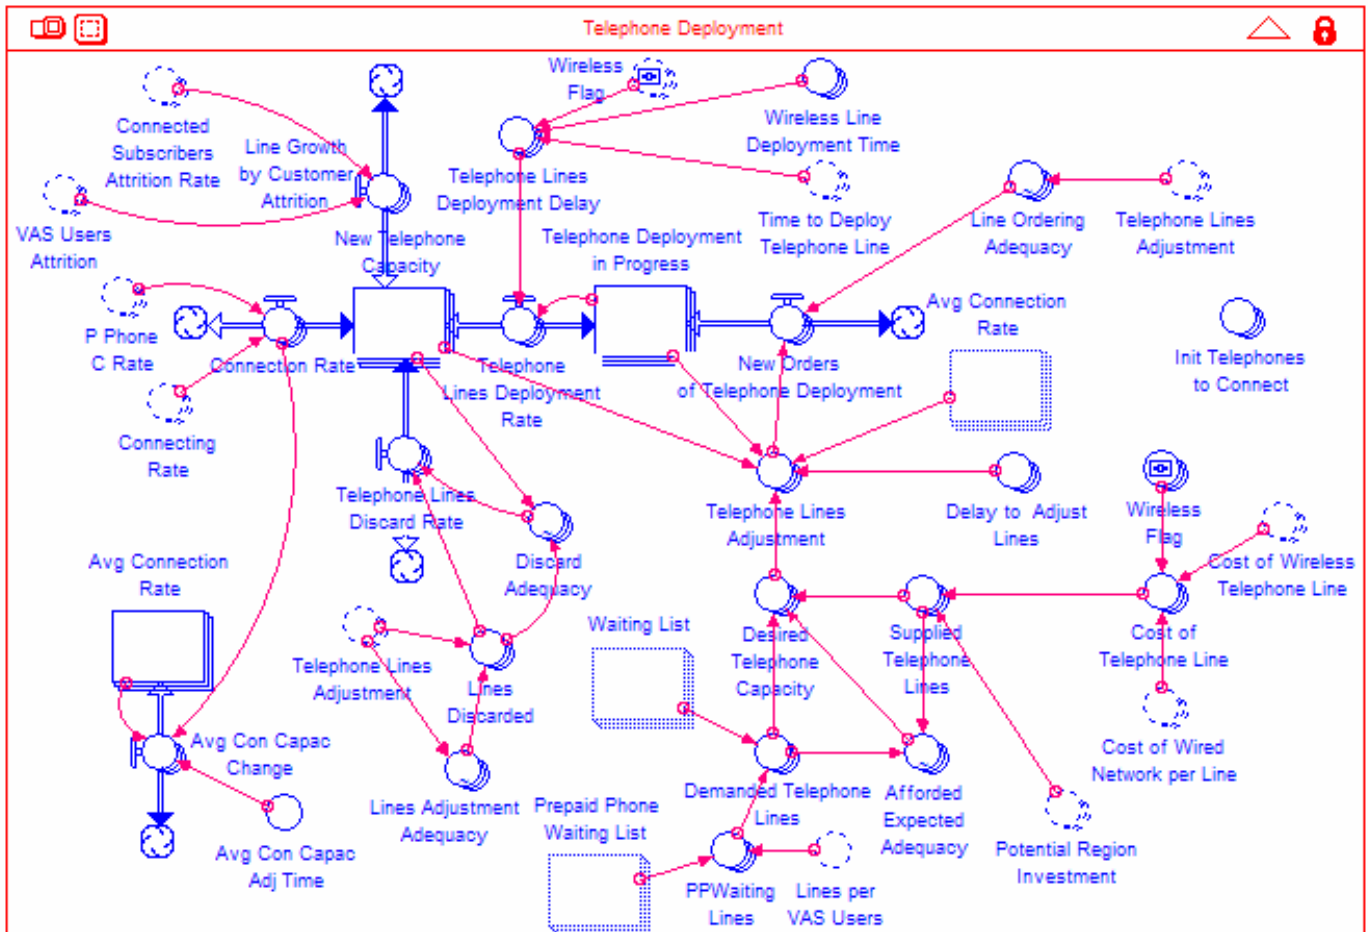 Telephone Deployment
Wireless
Flag
Connected
Subscribers
Attrition Rate
Line Growth
by Customer
Attrition
Wireless Line
Deployment Time
Telephone Lines
Deployment Delay
VAS Users
Attrition
New Telephone
Capacity
Telephone Deployment
in Progress
Time to Deploy
Telephone Line
Line Ordering
Adequacy
Telephone Lines
Adjustment
P Phone
C Rate
Connection Rate
Telephone
Lines Deployment
Rate
New Orders
of Telephone Deployment
Avg Connection
Rate
Init Telephones
to Connect
Connecting
Rate
Telephone Lines
Discard Rate
Discard
Adequacy
Telephone Lines
Adjustment
Delay to Adjust
Lines
Wireless
Flag
Cost of Wireless
Telephone Line
Avg Connection
Rate
Telephone Lines
Adjustment
Lines
Discarded
Waiting List
Desired
Telephone
Capacity
Supplied
Telephone
Lines
Cost of
Telephone Line
Avg Con Capac
Change
Lines Adjustment
Adequacy
Prepaid Phone
Waiting List
Demanded Telephone
Lines
Afforded
Expected
Adequacy
Cost of Wired
Network per Line
Avg Con Capac
Adj Time
PPWaiting
Lines
Lines per
VAS Users
Potential Region
Investment